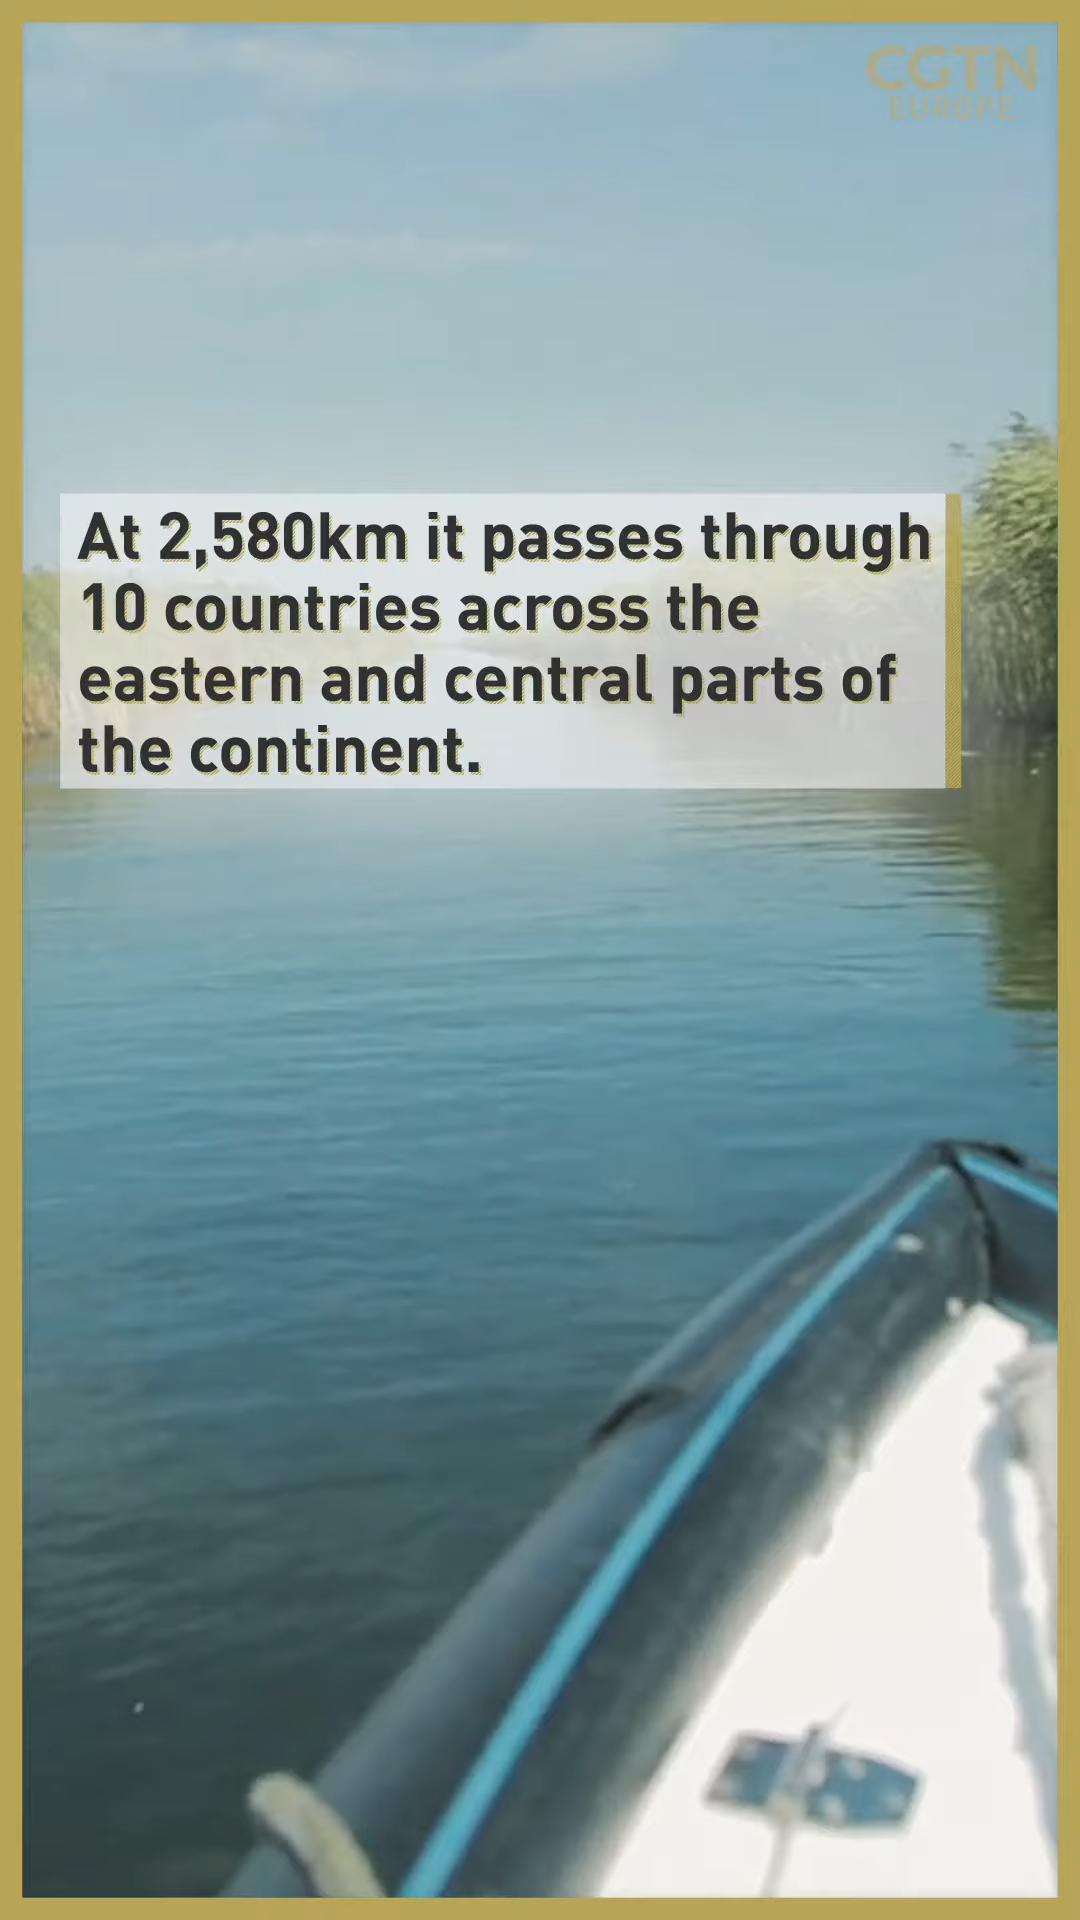 CGTN
EUROPE
At 2,580km it passes through
10 countries across the
eastern and central parts of
the continent.